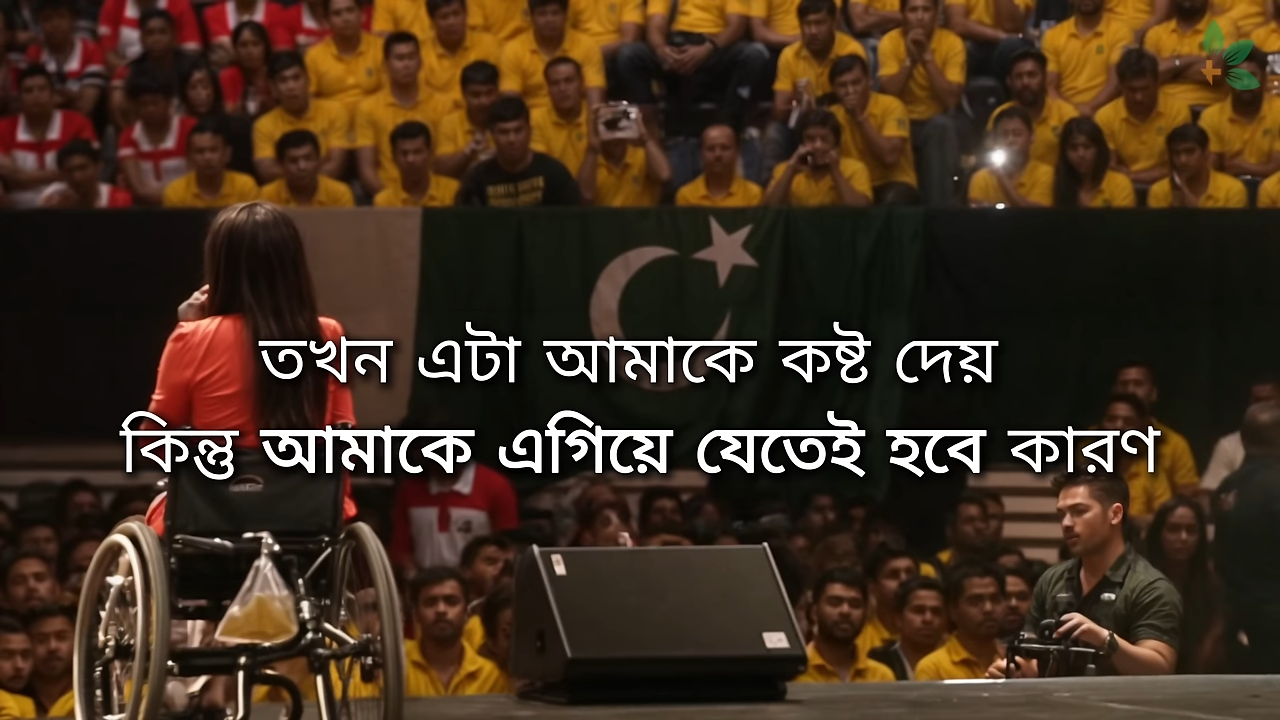 তখন এটা আমাকে কষ্ট দেয়
কিন্তু আমাকে এগিয়ে যেতেই হবে কারণ